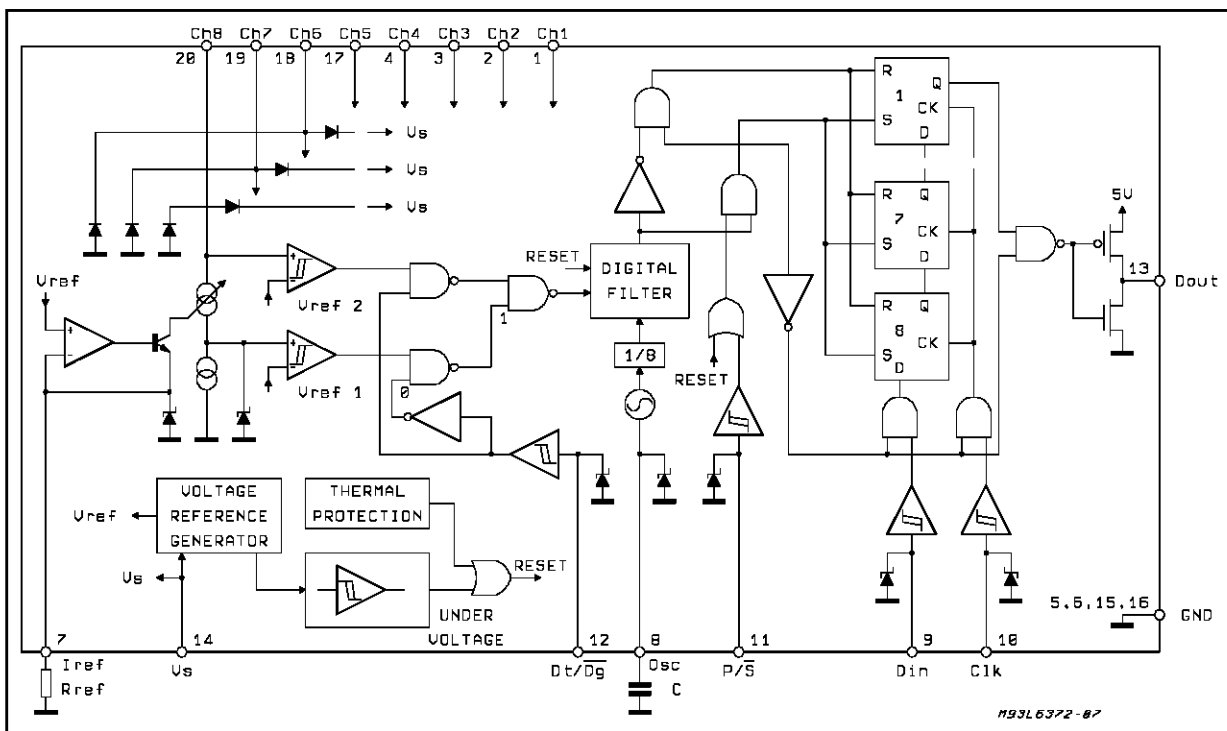 Ch8 Ch7 Ch6 Ch5 Ch4 Ch3 Ch2 Ch1
20 19 18 17 4 3 2 1
R 1 Q
CK
S
D
Vs
Vs
Vs
R Q
7
S CK
D
5V
13
Dout
RESET
DIGITAL
FILTER
Vref
+
-
+
-
Vref 2
1
+
-
Vref 1
0
1/8
RESET
R Q
8
S CK
D
VOLTAGE
REFERENCE
GENERATOR
Vref
THERMAL
PROTECTION
RESET
Vs
UNDER
VOLTAGE
5,6,15,16
GND
7 14 12 8 11 9 10
Iref Vs Dt/D̅g̅ Osc P/S̅ Din Clk
Rref C
M93L6372-07